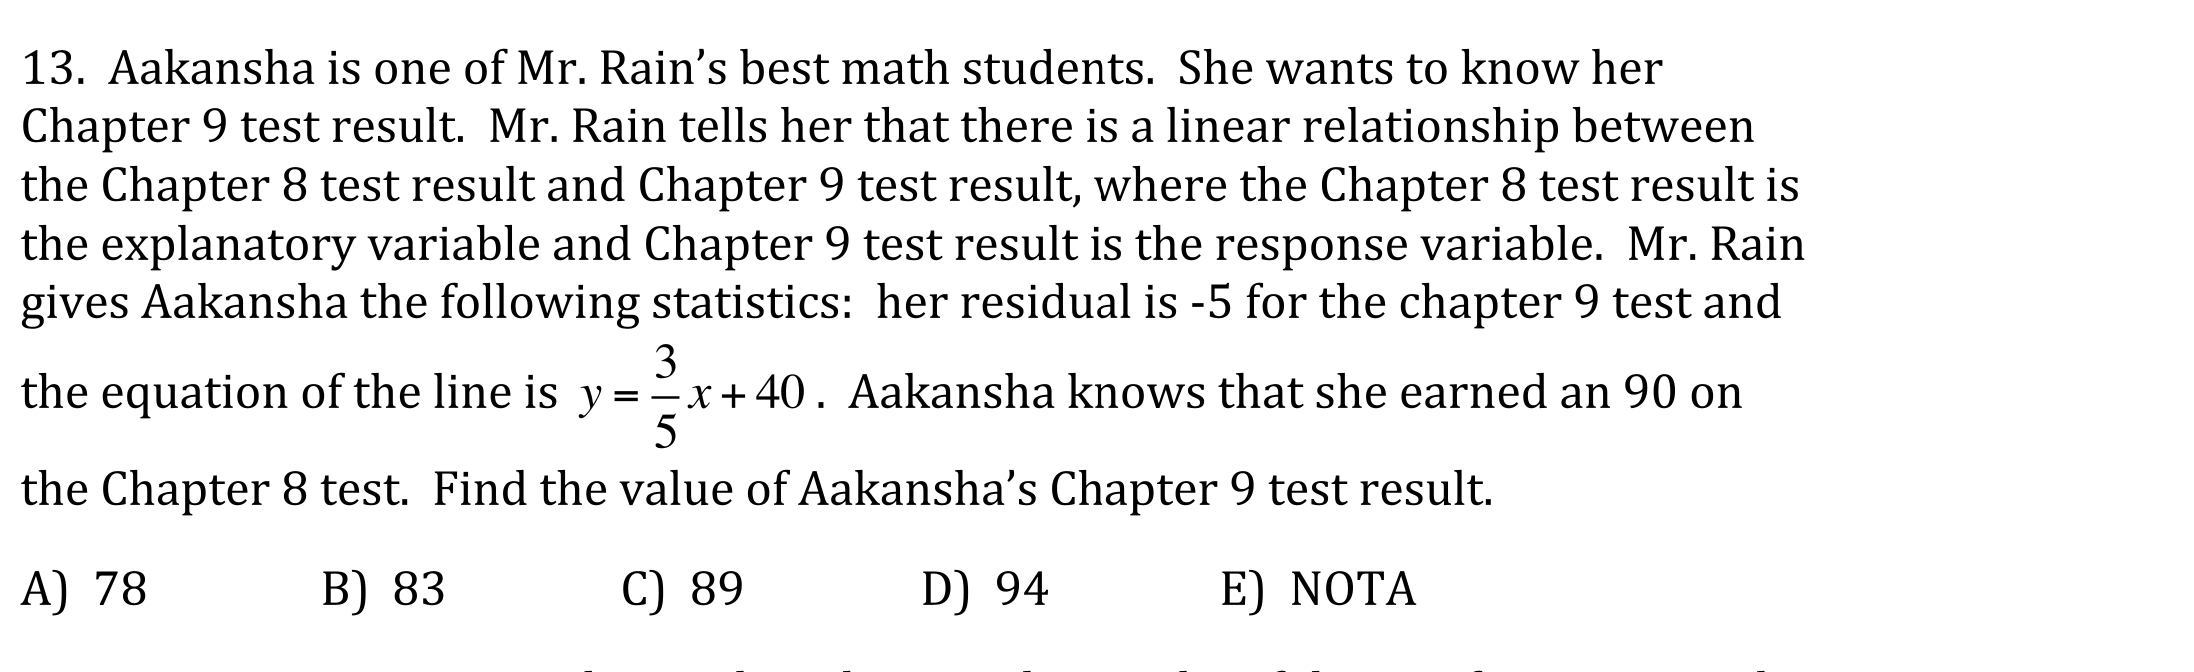 13.  Aakansha is one of Mr. Rain’s best math students.  She wants to know her
Chapter 9 test result.  Mr. Rain tells her that there is a linear relationship between
the Chapter 8 test result and Chapter 9 test result, where the Chapter 8 test result is
the explanatory variable and Chapter 9 test result is the response variable.  Mr. Rain
gives Aakansha the following statistics:  her residual is -5 for the chapter 9 test and
the equation of the line is y = 3/5 x + 40 .  Aakansha knows that she earned an 90 on
the Chapter 8 test.  Find the value of Aakansha’s Chapter 9 test result.
A)  78 B)  83 C)  89 D)  94 E)  NOTA